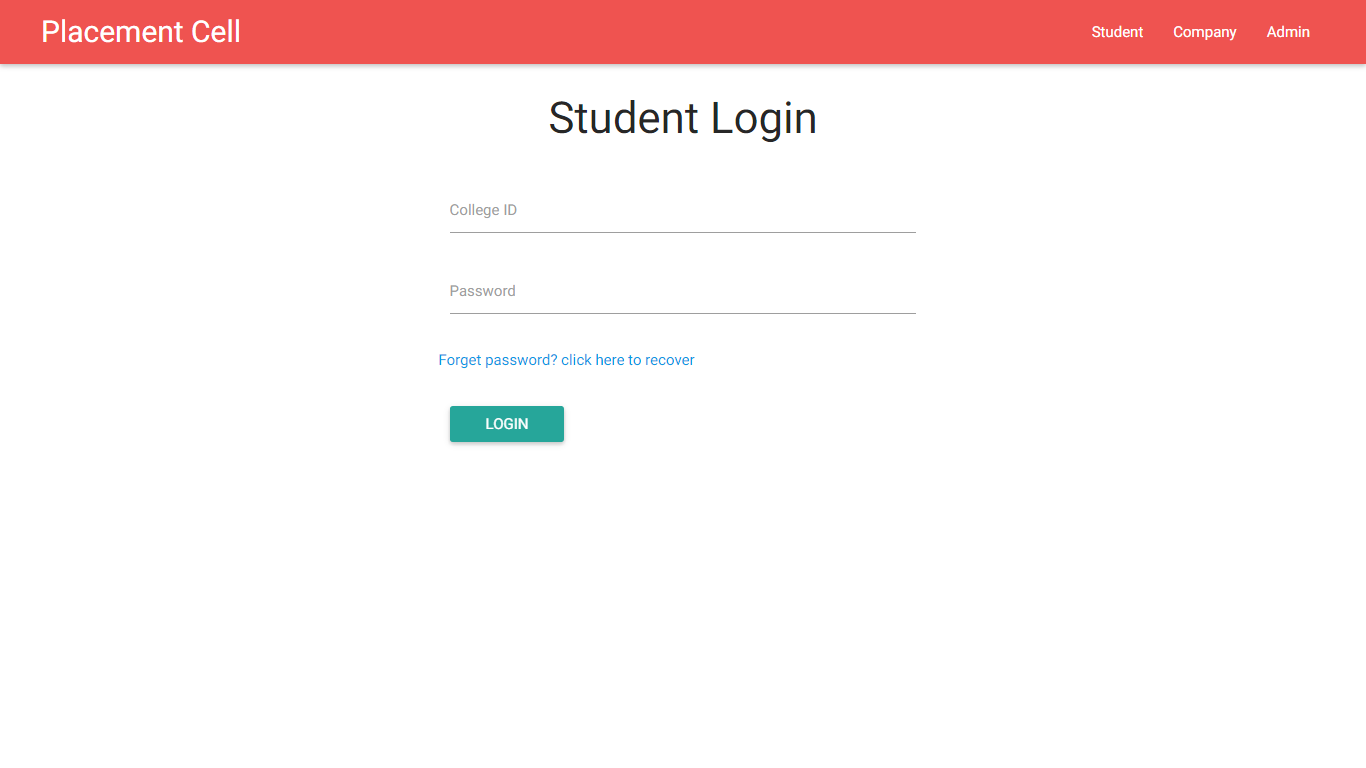 Placement Cell Student Company Admin
Student Login
College ID
Password
Forget password? click here to recover
LOGIN